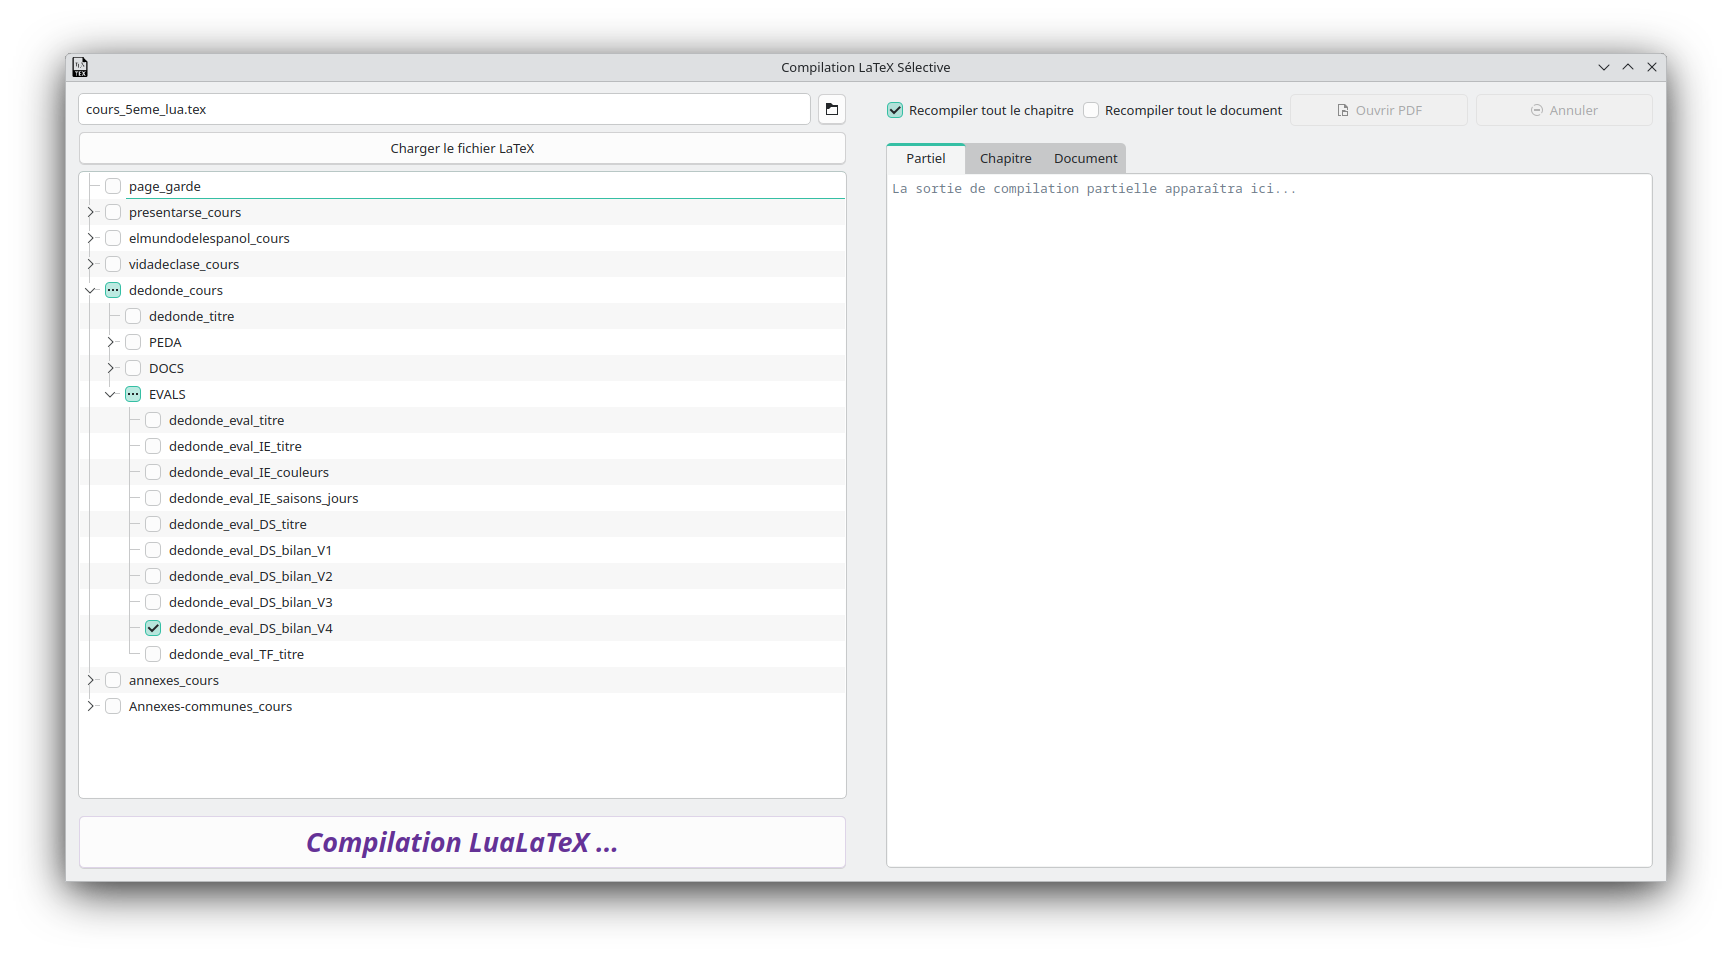 Compilation LaTeX Sélective
cours_5eme_lua.tex
Charger le fichier LaTeX
page_garde
presentarse_cours
elmundodelespanol_cours
vidadeclase_cours
dedonde_cours
dedonde_titre
PEDA
DOCS
EVALS
dedonde_eval_titre
dedonde_eval_IE_titre
dedonde_eval_IE_couleurs
dedonde_eval_IE_saisons_jours
dedonde_eval_DS_titre
dedonde_eval_DS_bilan_V1
dedonde_eval_DS_bilan_V2
dedonde_eval_DS_bilan_V3
dedonde_eval_DS_bilan_V4
dedonde_eval_TF_titre
annexes_cours
Annexes-communes_cours
Compilation LuaLaTeX ...
Recompiler tout le chapitre Recompiler tout le document Ouvrir PDF Annuler
Partiel Chapitre Document
La sortie de compilation partielle apparaîtra ici...